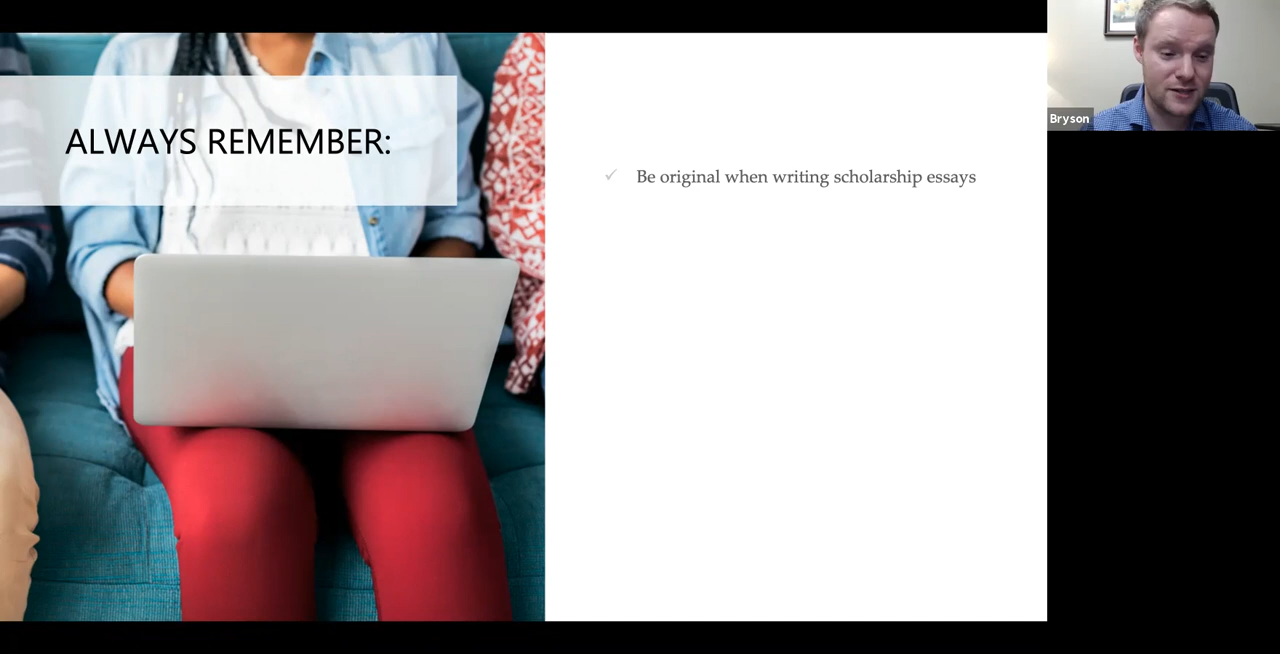 ALWAYS REMEMBER:
✓ Be original when writing scholarship essays
Bryson